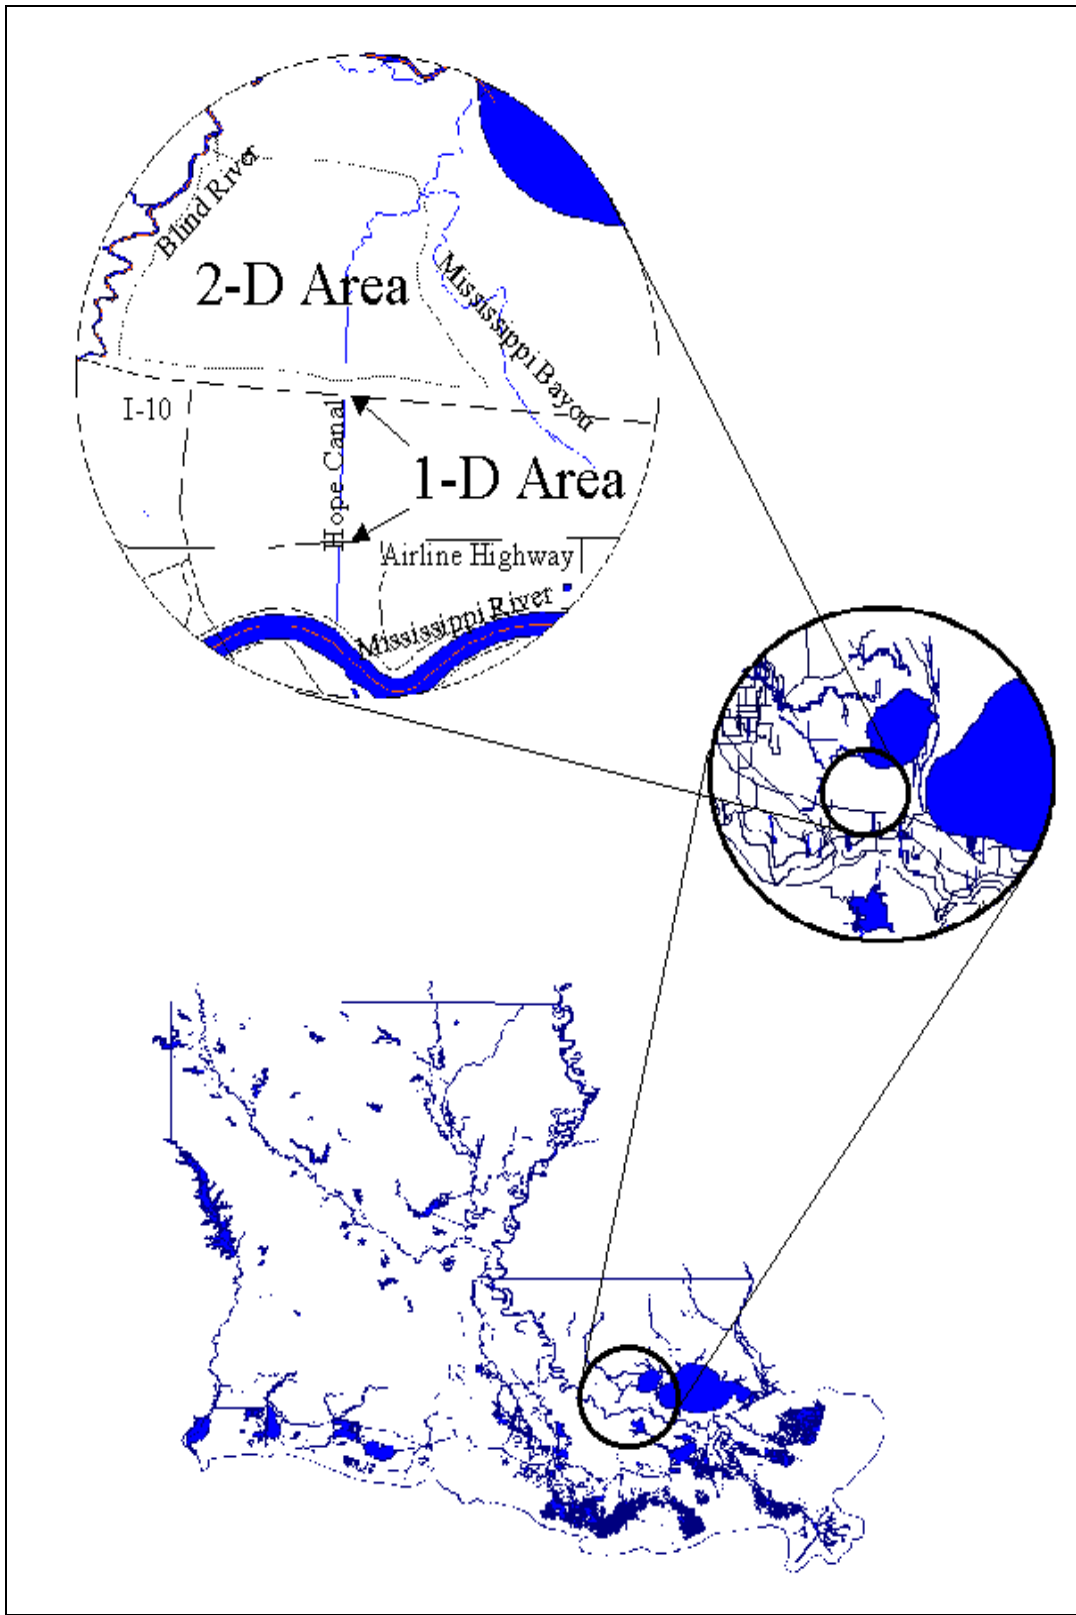 Blind River
2-D Area
Mississippi Bayou
I-10
Hope Canal
1-D Area
Airline Highway
Mississippi River